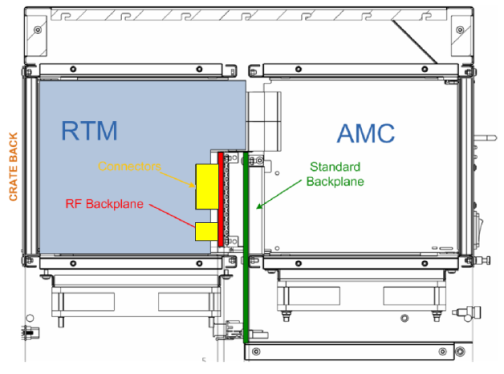 RTM
AMC
CRATE BACK
Connectors
Standard
Backplane
RF Backplane